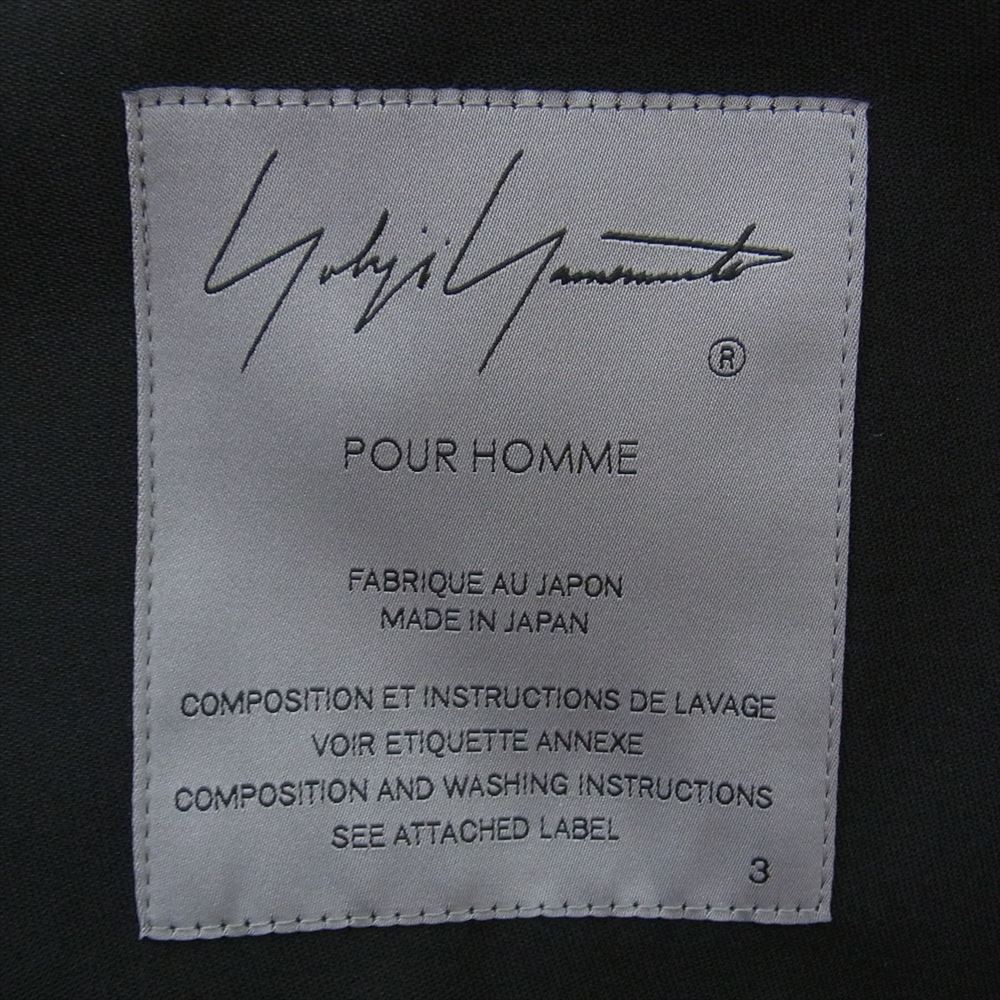 Yohji Yamamoto
®
POUR HOMME
FABRIQUE AU JAPON
MADE IN JAPAN
COMPOSITION ET INSTRUCTIONS DE LAVAGE
VOIR ETIQUETTE ANNEXE
COMPOSITION AND WASHING INSTRUCTIONS
SEE ATTACHED LABEL
3